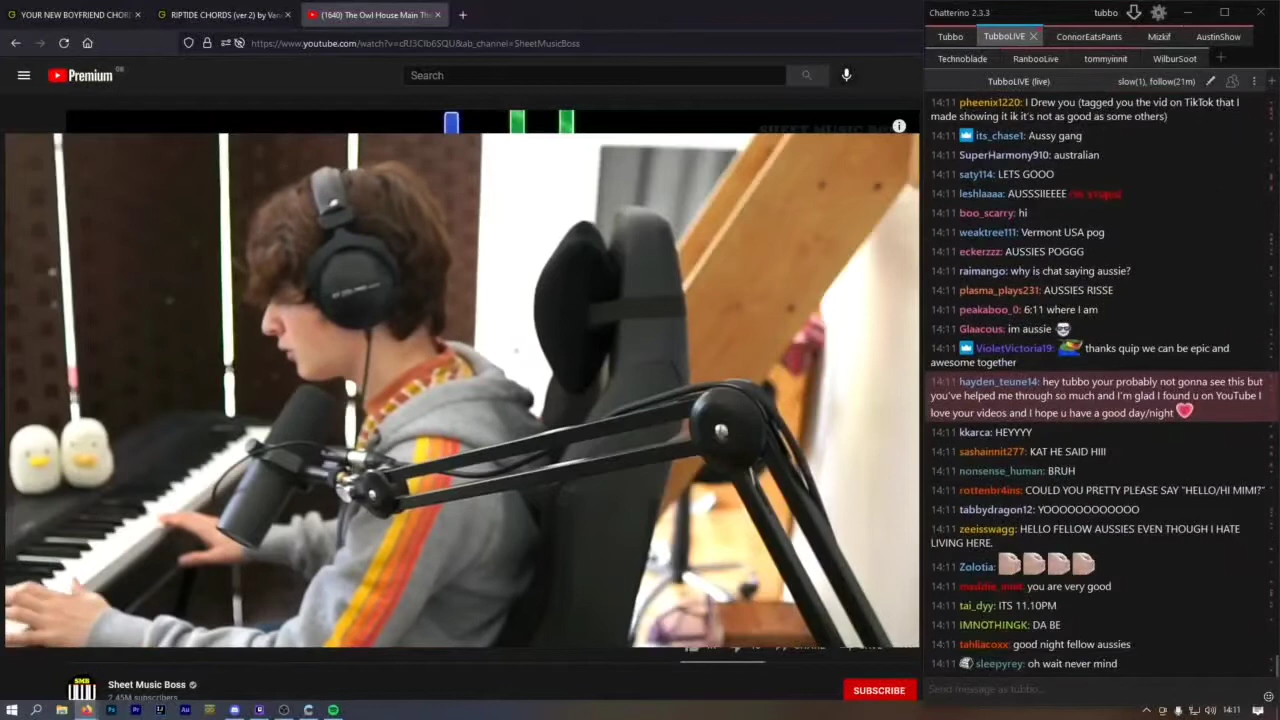 YOUR NEW BOYFRIEND CHOR
RIPTIDE CHORDS (ver 2) by Van
(1640) The Owl House Main The
Chatterino 2.3.3
tubbo
https://www.youtube.com/watch?v=cRJ3CIb6SQU&ab_channel=SheetMusicBoss
Tubbo
TubboLIVE
ConnorEatsPants
Mizkif
AustinShow
Technoblade
RanbooLive
tommyinnit
WilburSoot
Premium GB
Search
TubboLIVE (live)
slow(1), follow(21m)
14:11 pheenix1220: I Drew you (tagged you the vid on TikTok that I
made showing it ik it's not as good as some others)
14:11 its_chase1: Aussy gang
14:11 SuperHarmony910: australian
14:11 saty114: LETS GOOO
14:11 leshlaaaa: AUSSSIIEEEE I'm stupid
14:11 boo_scarry: hi
14:11 weaktree111: Vermont USA pog
14:11 eckerzzz: AUSSIES POGGG
14:11 raimango: why is chat saying aussie?
14:11 plasma_plays231: AUSSIES RISSE
14:11 peakaboo_0: 6:11 where I am
14:11 Glaacous: im aussie
14:11 VioletVictoria19: thanks quip we can be epic and
awesome together
14:11 hayden_teune14: hey tubbo your probably not gonna see this but
you've helped me through so much and I'm glad I found u on YouTube I
love your videos and I hope u have a good day/night
14:11 kkarca: HEYYYY
14:11 sashainnit277: KAT HE SAID HIII
14:11 nonsense_human: BRUH
14:11 rottenbr4ins: COULD YOU PRETTY PLEASE SAY "HELLO/HI MIMI?"
14:11 tabbydragon12: YOOOOOOOOOOOO
14:11 zeeisswagg: HELLO FELLOW AUSSIES EVEN THOUGH I HATE
LIVING HERE.
14:11 Zolotia:
14:11 maddie_innit: you are very good
14:11 tai_dyy: ITS 11.10PM
14:11 IMNOTHINGK: DA BE
14:11 tahliacoxx: good night fellow aussies
14:11 sleepyrey: oh wait never mind
Send message as tubbo...
SMB
Sheet Music Boss
2.45M subscribers
SUBSCRIBE
14:11